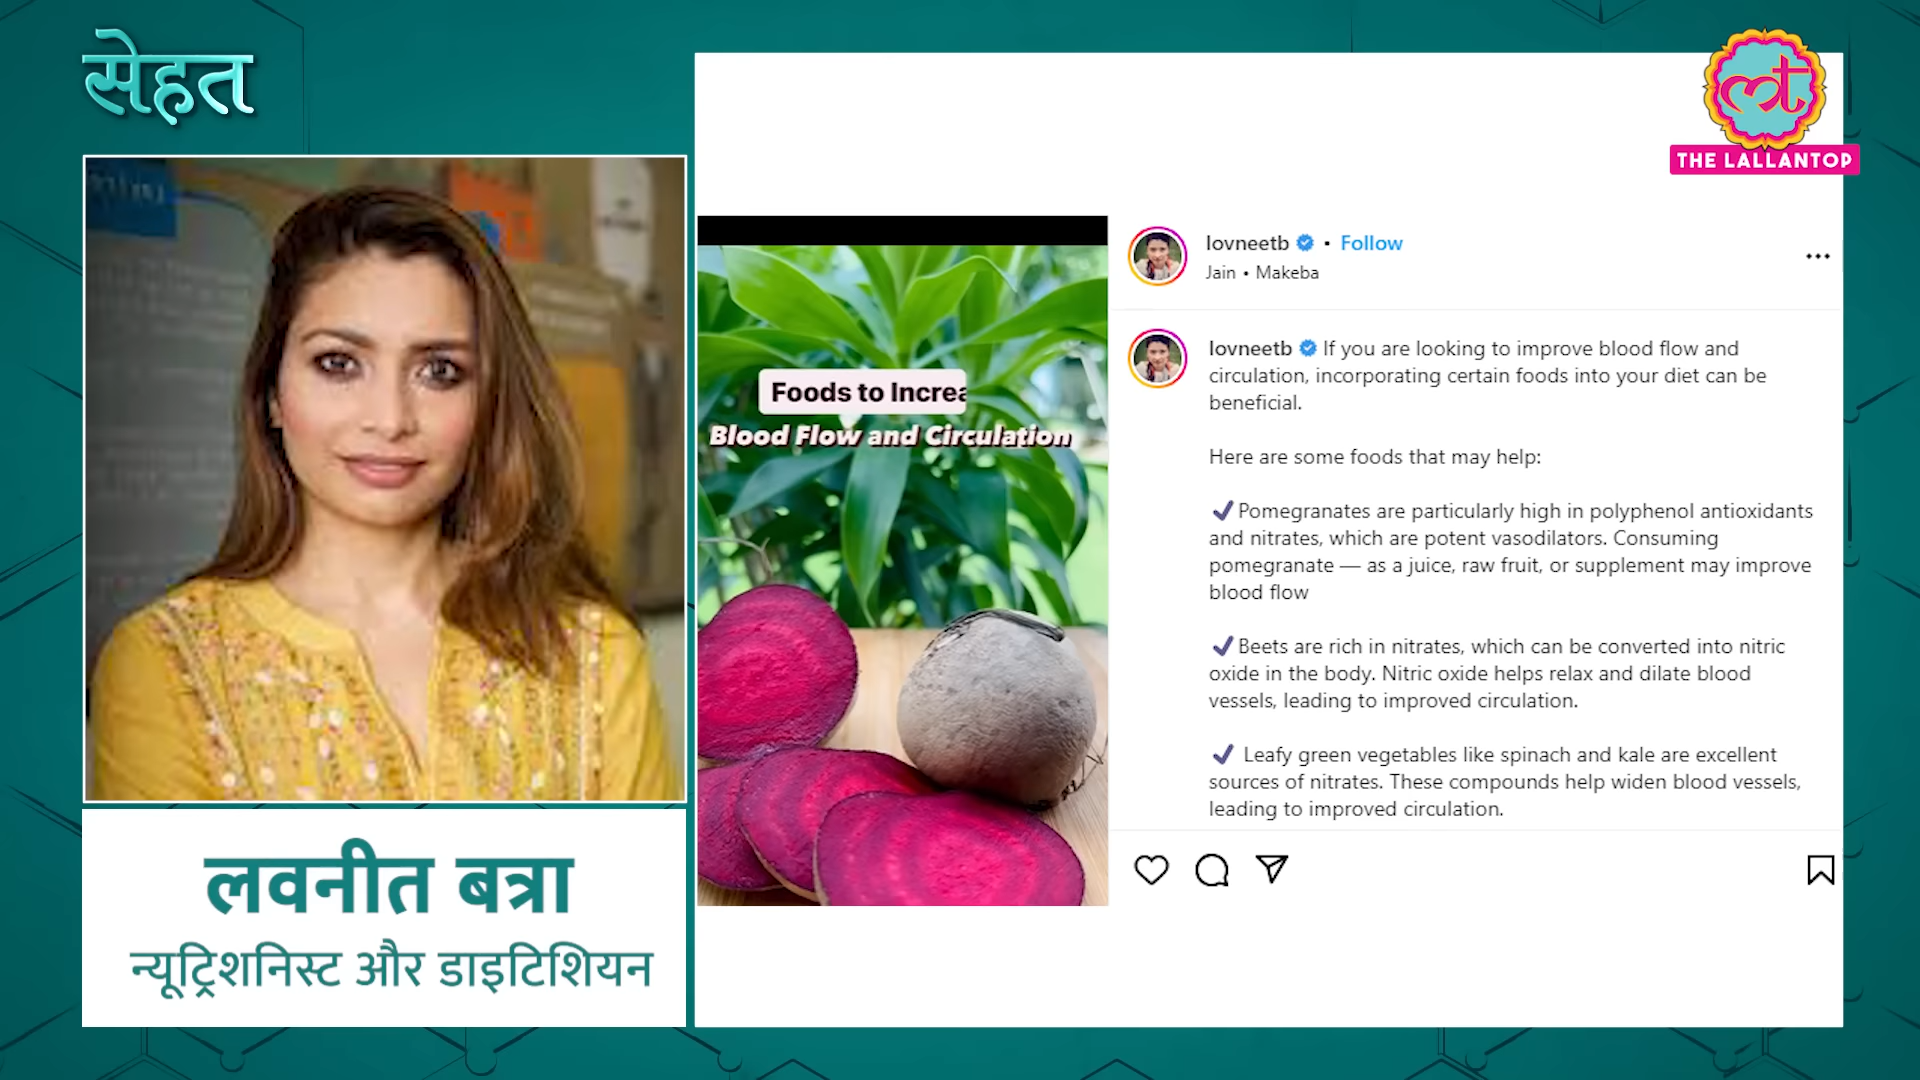 सेहत
THE LALLANTOP
लवनीत बत्रा
न्यूट्रिशनिस्ट और डाइटिशियन
Foods to Increa
Blood Flow and Circulation
lovneetb • Follow
Jain • Makeba
lovneetb If you are looking to improve blood flow and
circulation, incorporating certain foods into your diet can be
beneficial.
Here are some foods that may help:
✔Pomegranates are particularly high in polyphenol antioxidants
and nitrates, which are potent vasodilators. Consuming
pomegranate — as a juice, raw fruit, or supplement may improve
blood flow
✔Beets are rich in nitrates, which can be converted into nitric
oxide in the body. Nitric oxide helps relax and dilate blood
vessels, leading to improved circulation.
✔ Leafy green vegetables like spinach and kale are excellent
sources of nitrates. These compounds help widen blood vessels,
leading to improved circulation.